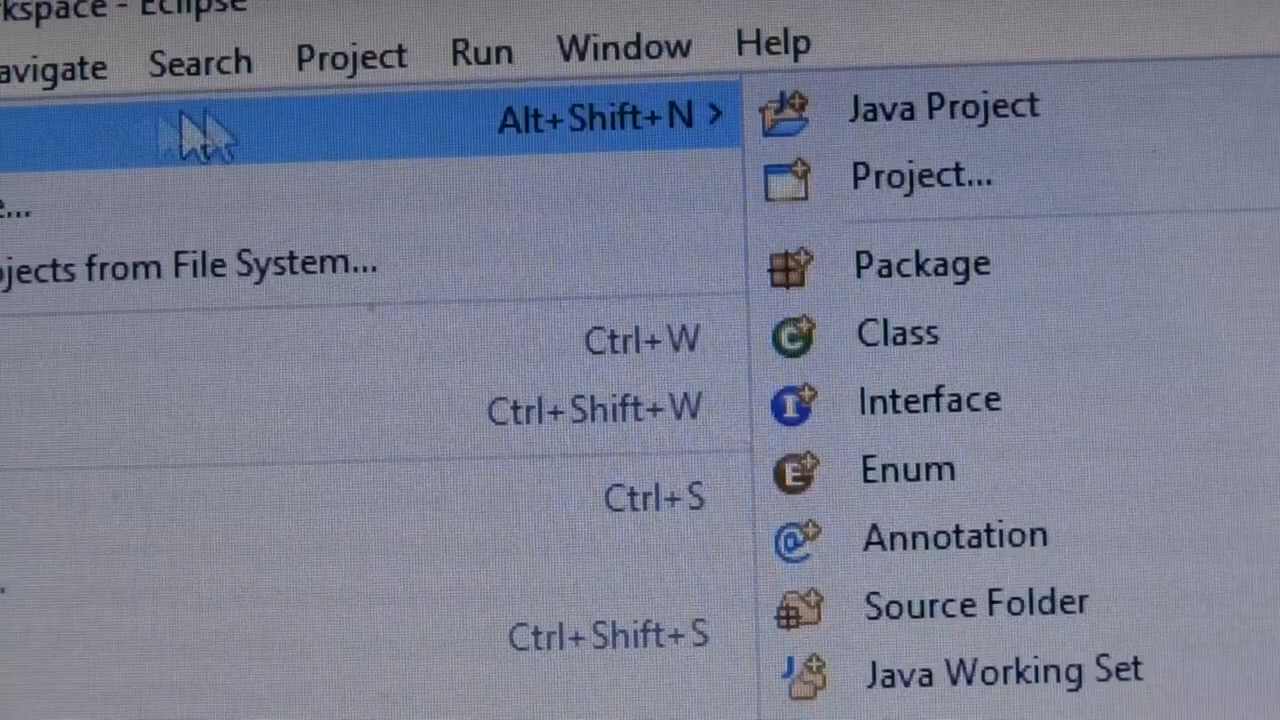 kspace - Eclipse
avigate Search Project Run Window Help
Alt+Shift+N >
e...
ojects from File System...
Ctrl+W
Ctrl+Shift+W
Ctrl+S
Ctrl+Shift+S
Java Project
Project...
Package
Class
Interface
Enum
Annotation
Source Folder
Java Working Set